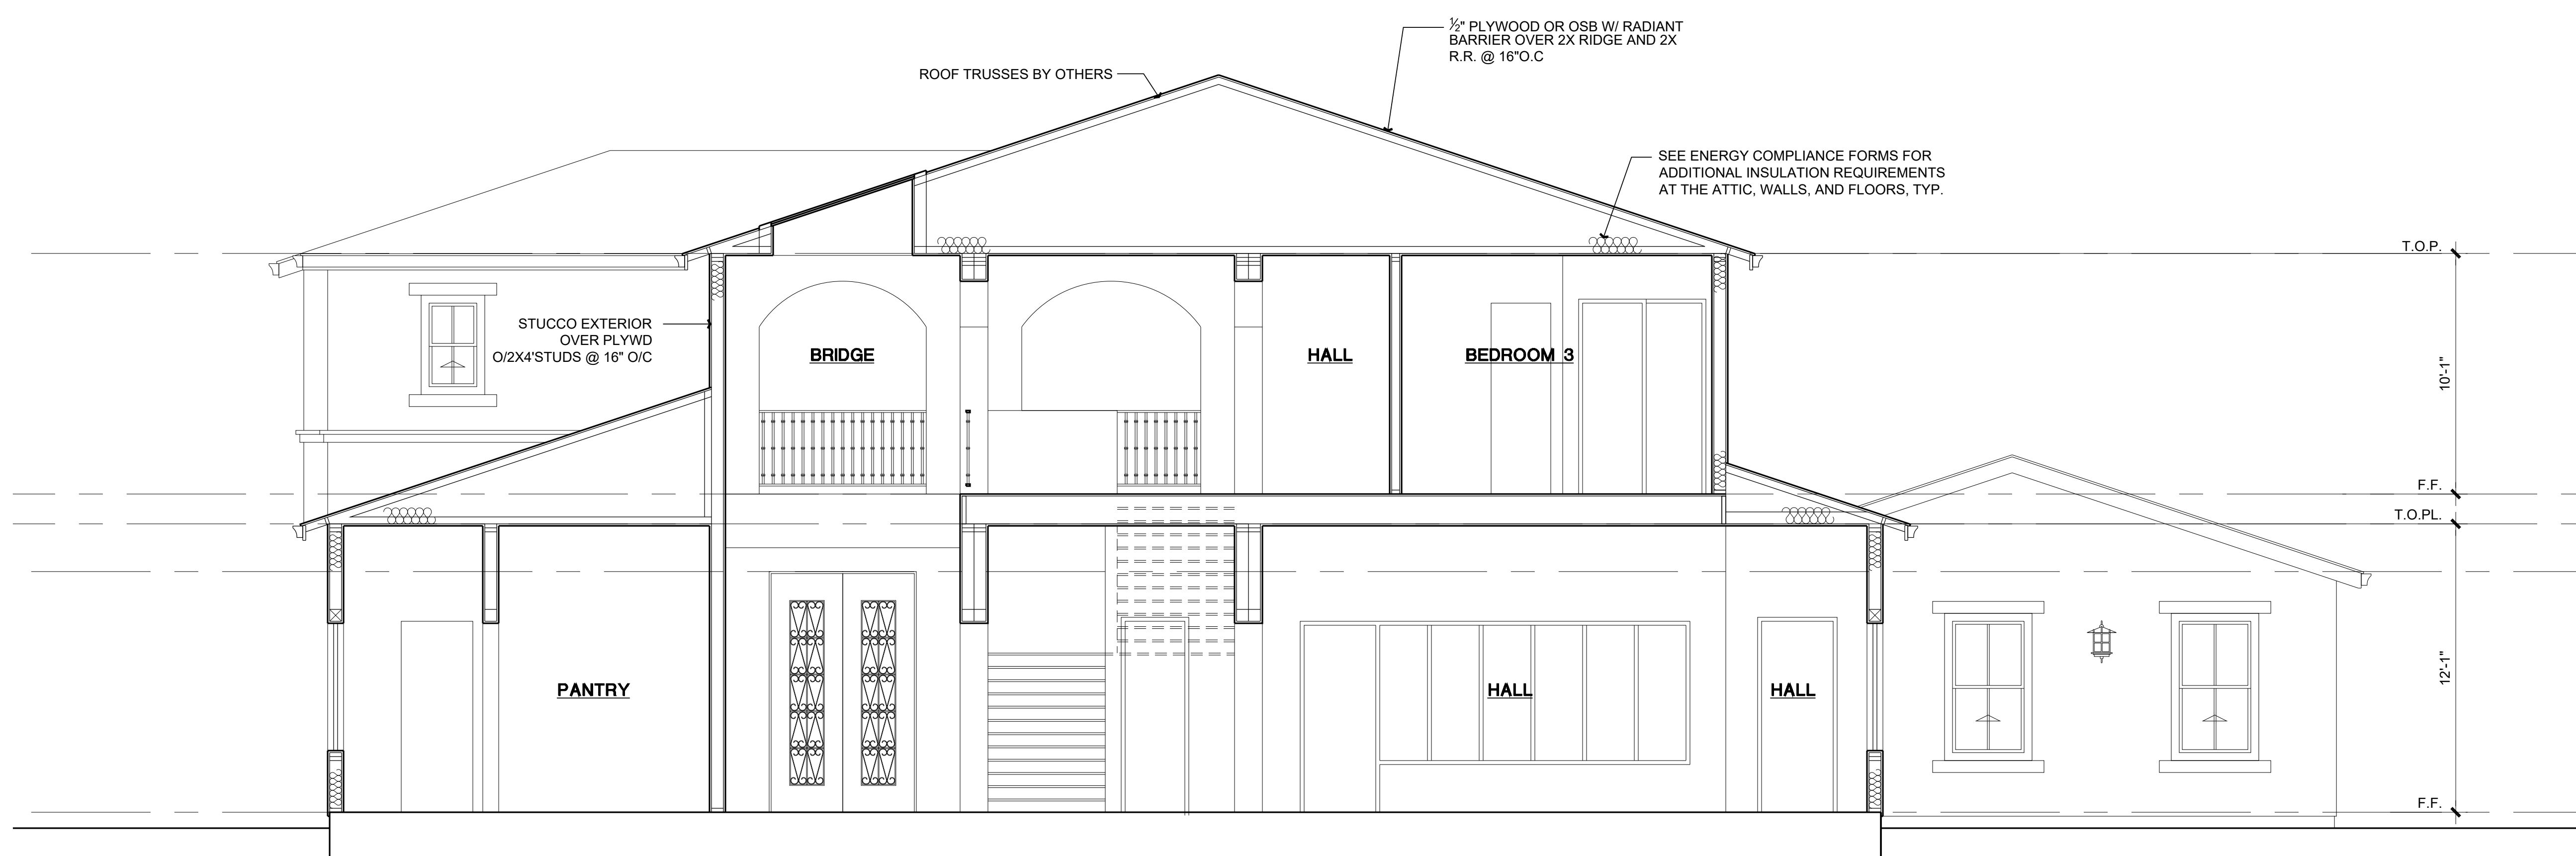 ½" PLYWOOD OR OSB W/ RADIANT
BARRIER OVER 2X RIDGE AND 2X
R.R. @ 16"O.C
ROOF TRUSSES BY OTHERS
SEE ENERGY COMPLIANCE FORMS FOR
ADDITIONAL INSULATION REQUIREMENTS
AT THE ATTIC, WALLS, AND FLOORS, TYP.
T.O.P.
STUCCO EXTERIOR
OVER PLYWD
O/2X4'STUDS @ 16" O/C
BRIDGE
HALL
BEDROOM 3
10'-1"
F.F.
T.O.PL.
PANTRY
HALL
HALL
12'-1"
F.F.